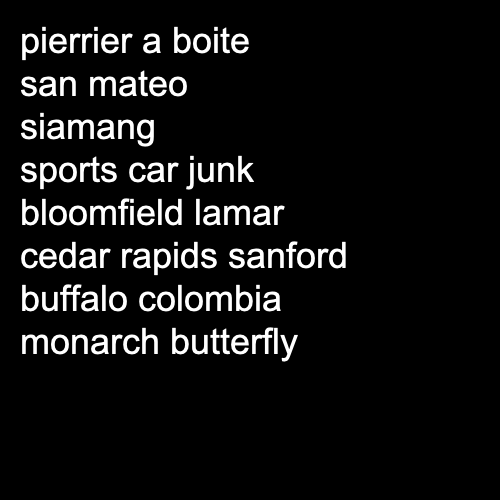 pierrier a boite
san mateo
siamang
sports car junk
bloomfield lamar
cedar rapids sanford
buffalo colombia
monarch butterfly